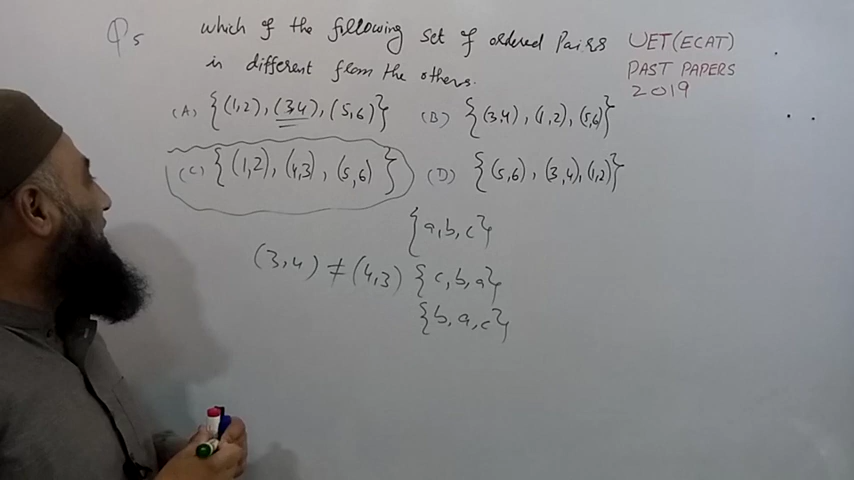 Q5 which of the following set of ordered Pairs
in different from the others.
UET(ECAT)
PAST PAPERS
2019
(A) {(1,2), (3,4), (5,6)} (B) {(3,4), (1,2), (5,6)}
(C) {(1,2), (4,3), (5,6)} (D) {(5,6), (3,4), (1,2)}
{a,b,c}
(3,4) ≠ (4,3) {c,b,a}
{b,a,c}